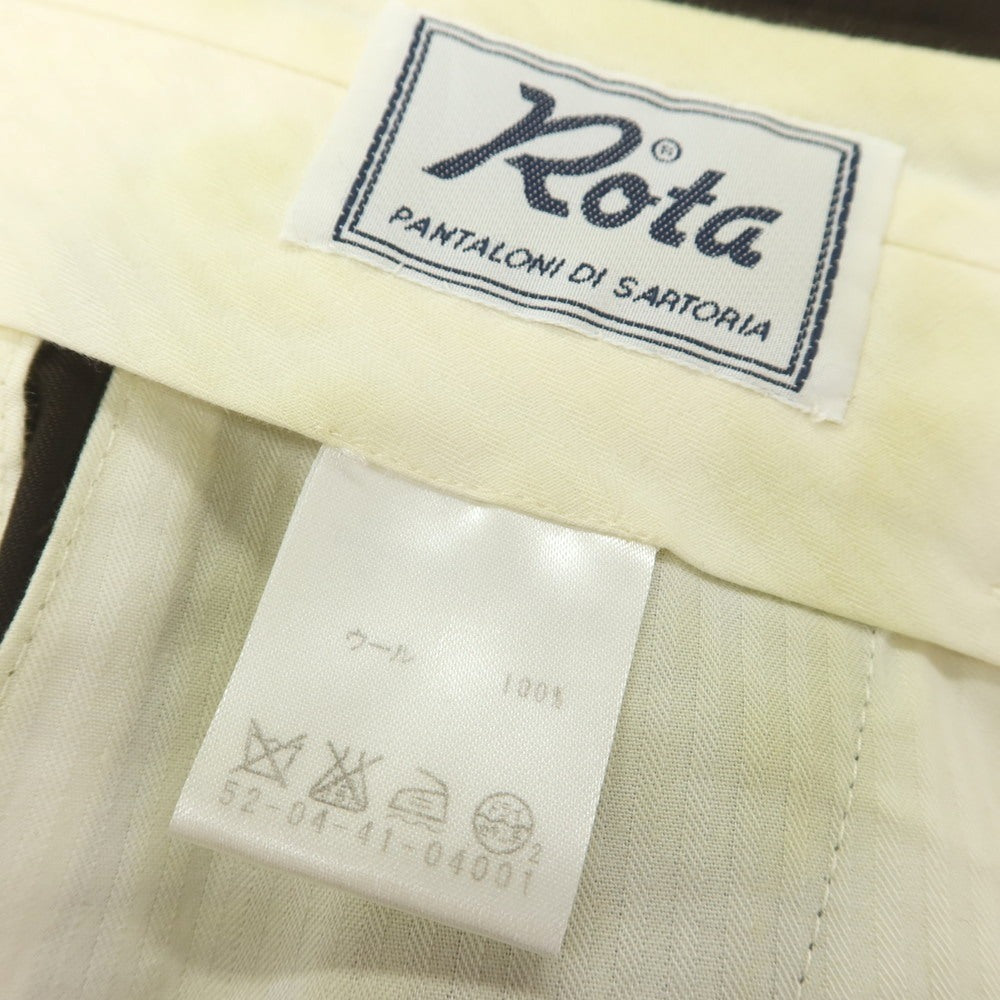 Rota®
PANTALONI DI SARTORIA
ウール
100%
52-04-41-04001